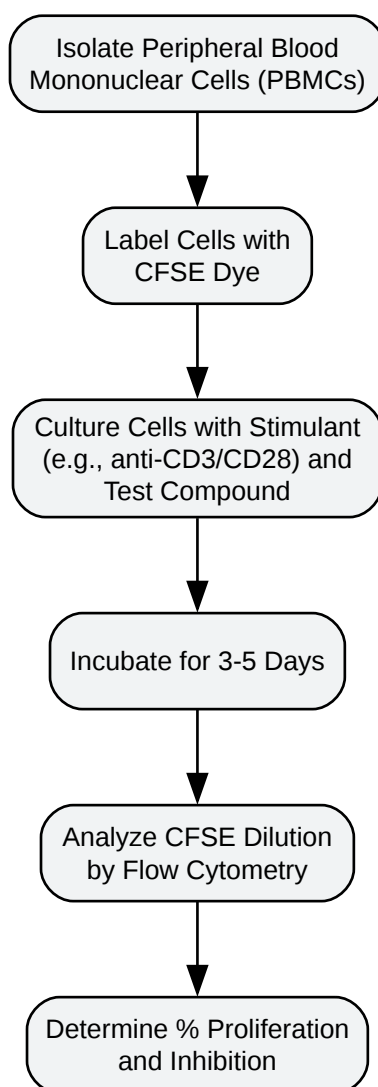 Isolate Peripheral Blood
Mononuclear Cells (PBMCs)
Label Cells with
CFSE Dye
Culture Cells with Stimulant
(e.g., anti-CD3/CD28) and
Test Compound
Incubate for 3-5 Days
Analyze CFSE Dilution
by Flow Cytometry
Determine % Proliferation
and Inhibition